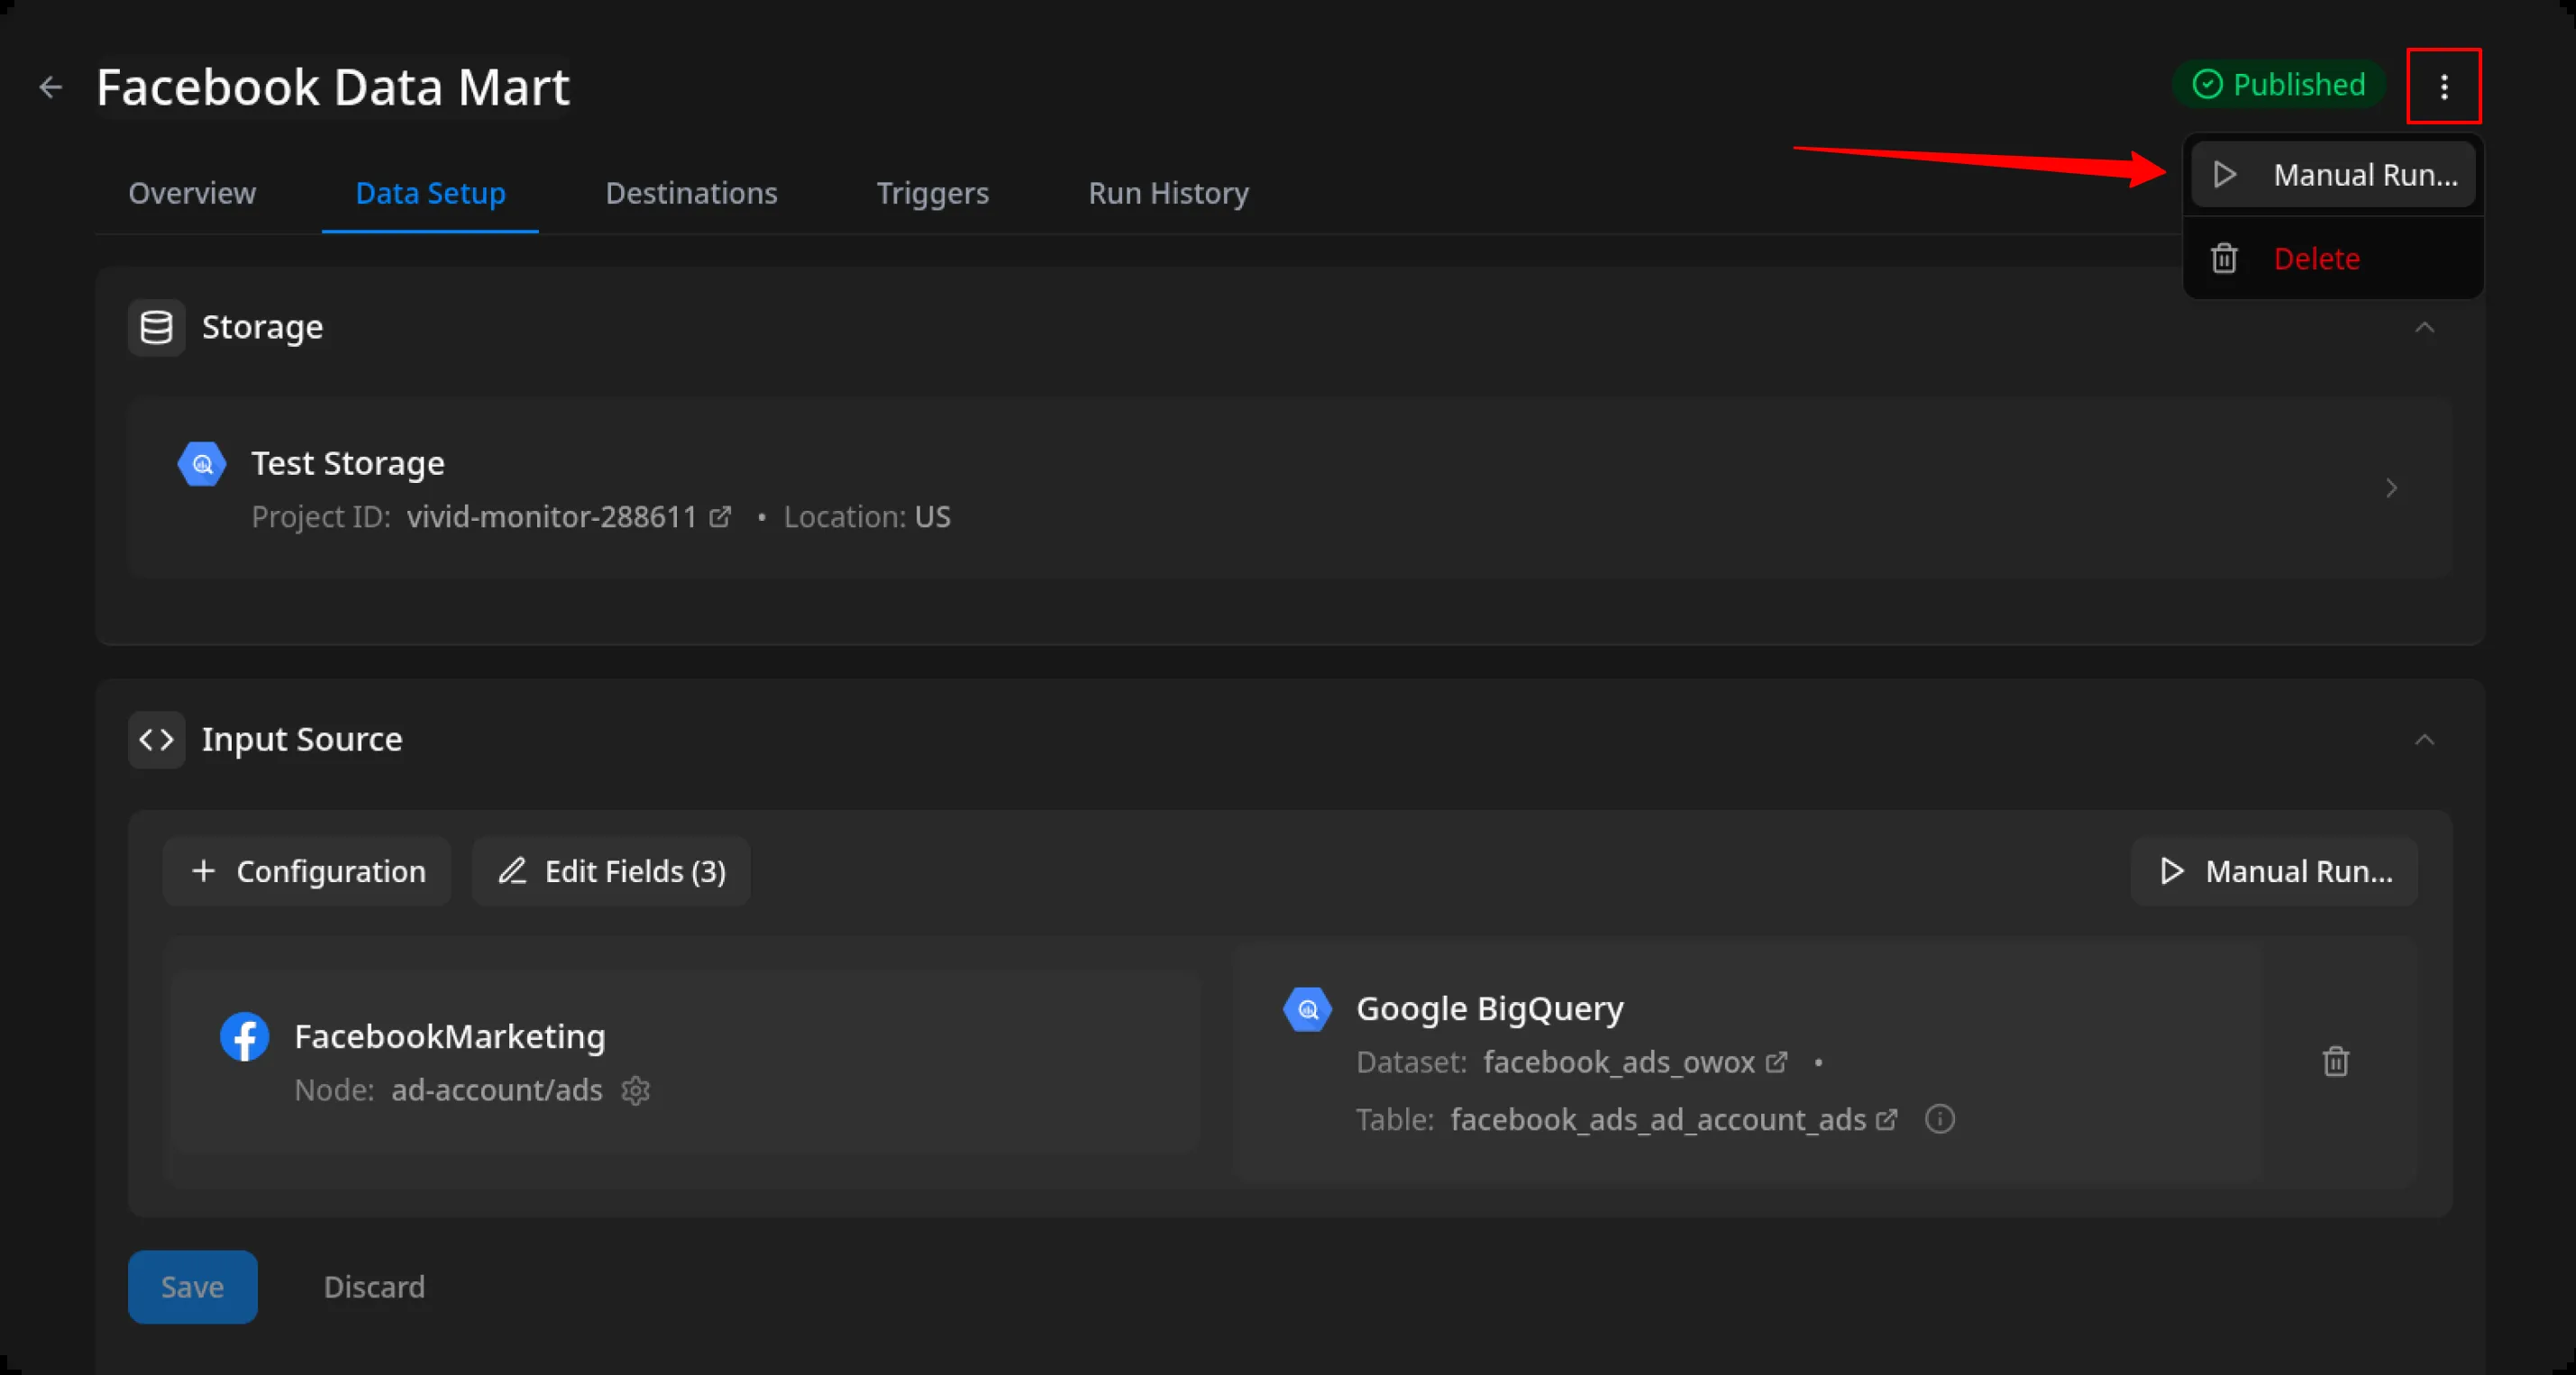 Facebook Data Mart
Published
Manual Run...
Delete
Overview
Data Setup
Destinations
Triggers
Run History
Storage
Test Storage
Project ID: vivid-monitor-288611 • Location: US
Input Source
Configuration
Edit Fields (3)
Manual Run...
FacebookMarketing
Node: ad-account/ads
Google BigQuery
Dataset: facebook_ads_owox •
Table: facebook_ads_ad_account_ads
Save
Discard